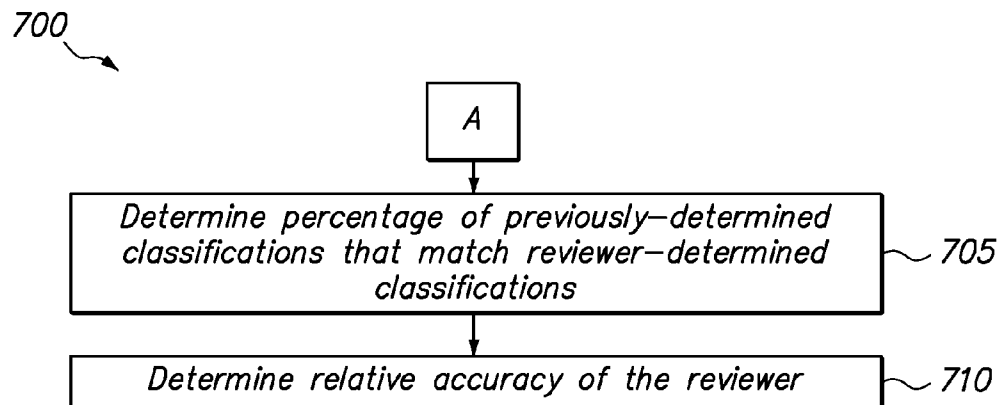 700
A
Determine percentage of previously-determined
classifications that match reviewer-determined
classifications
705
Determine relative accuracy of the reviewer
710